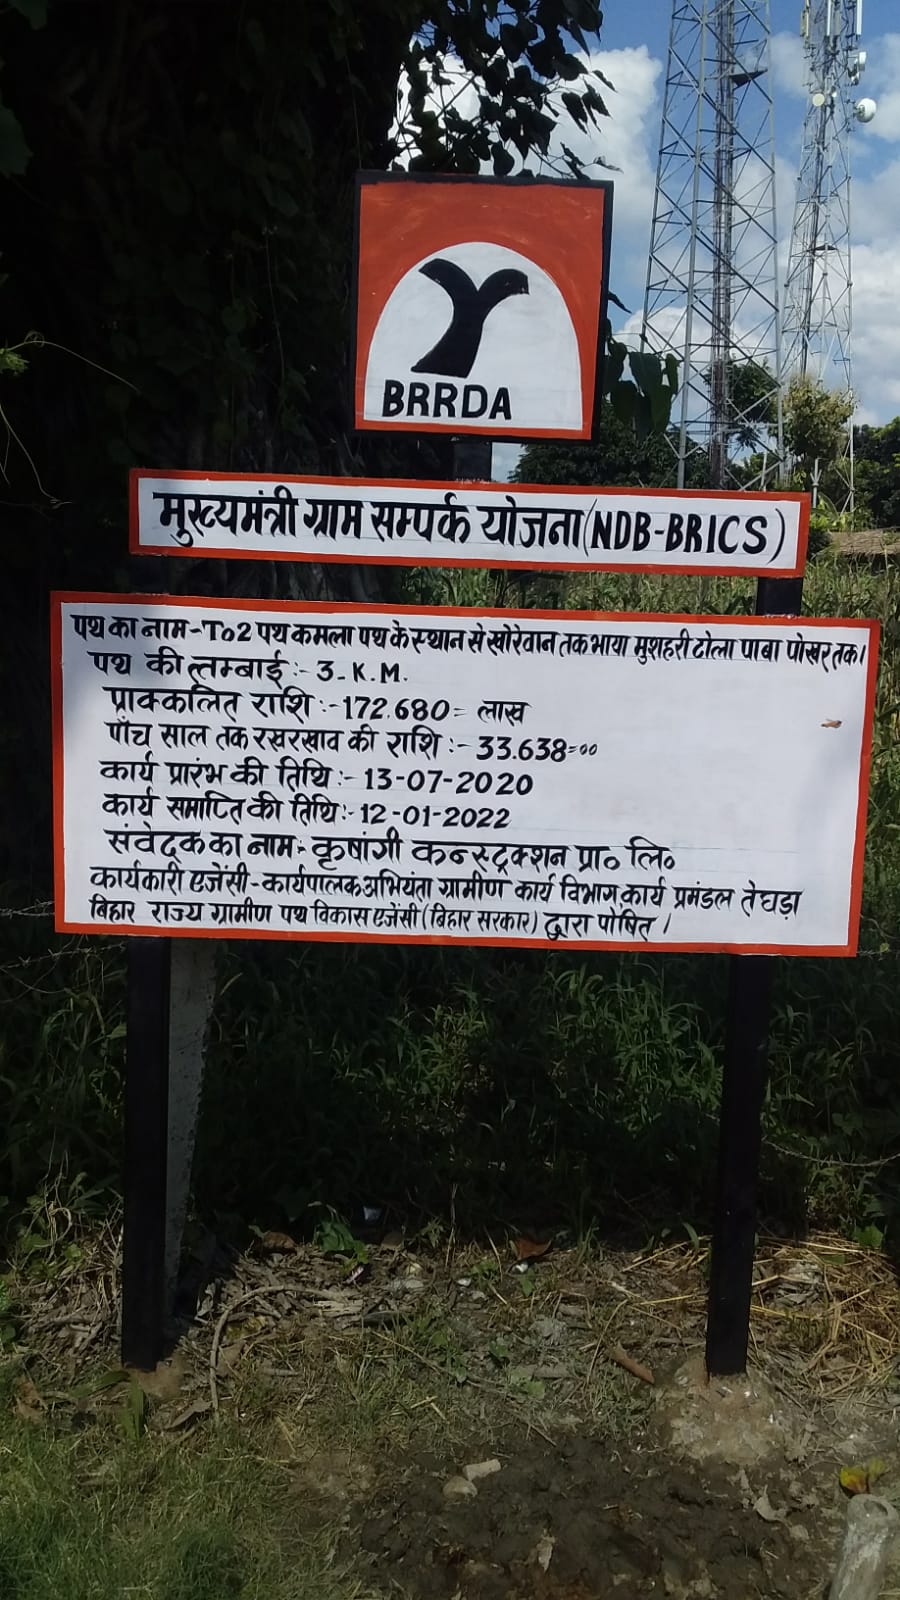 BRRDA
मुख्यमंत्री ग्राम सम्पर्क योजना (NDB-BRICS)
पथ का नाम-To2 पथ कमला पथ के स्थान से खोरेवान तक भाया मुशहरी टोला पाबा पोखर तक।
पथ की लम्बाई :- 3.K.M.
प्राक्कलित राशि :-172.680= लाख
पाँच साल तक रखरखाव की राशि :- 33.638=00
कार्य प्रारंभ की तिथि :- 13-07-2020
कार्य समाप्ति की तिथि :- 12-01-2022
संवेदक का नाम:- कृषांगी कन्स्ट्रक्शन प्रा० लि०
कार्यकारी एजेंसी-कार्यपालक अभियंता ग्रामीण कार्य विभाग, कार्य प्रमंडल तेघड़ा
बिहार राज्य ग्रामीण पथ विकास एजेंसी (बिहार सरकार) द्वारा पोषित।